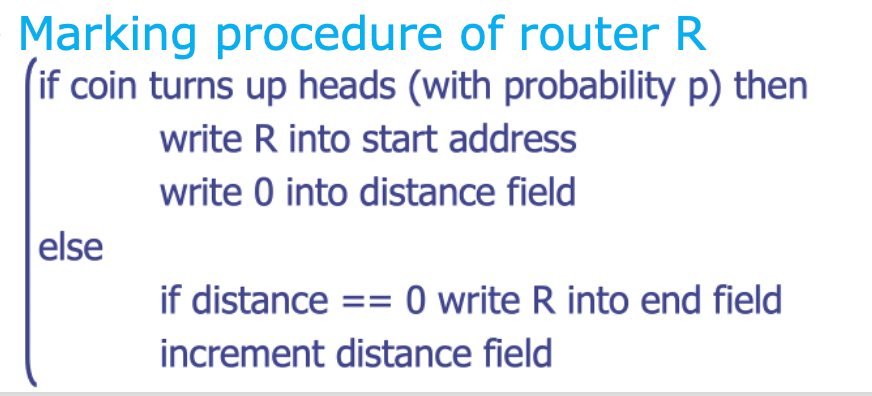 Marking procedure of router R
if coin turns up heads (with probability p) then
write R into start address
write 0 into distance field
else
if distance == 0 write R into end field
increment distance field